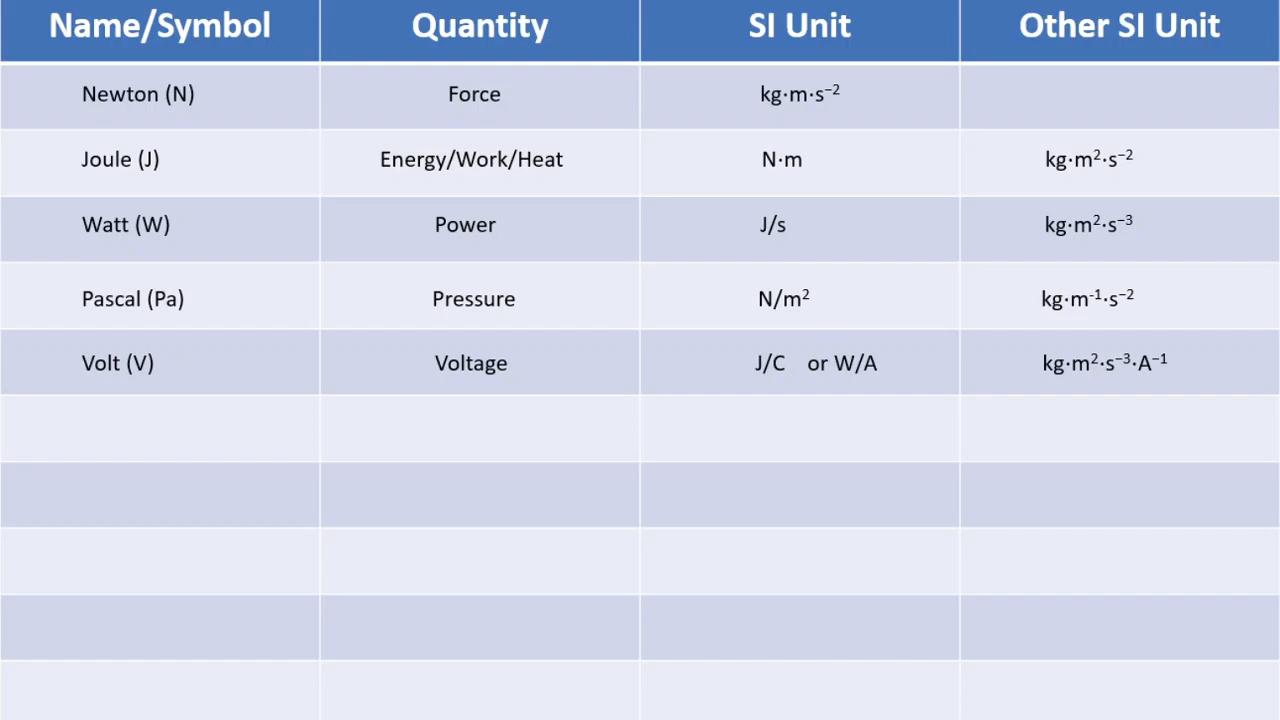 Name/Symbol Quantity SI Unit Other SI Unit
Newton (N) Force kg·m·s⁻²
Joule (J) Energy/Work/Heat N·m kg·m²·s⁻²
Watt (W) Power J/s kg·m²·s⁻³
Pascal (Pa) Pressure N/m² kg·m⁻¹·s⁻²
Volt (V) Voltage J/C or W/A kg·m²·s⁻³·A⁻¹